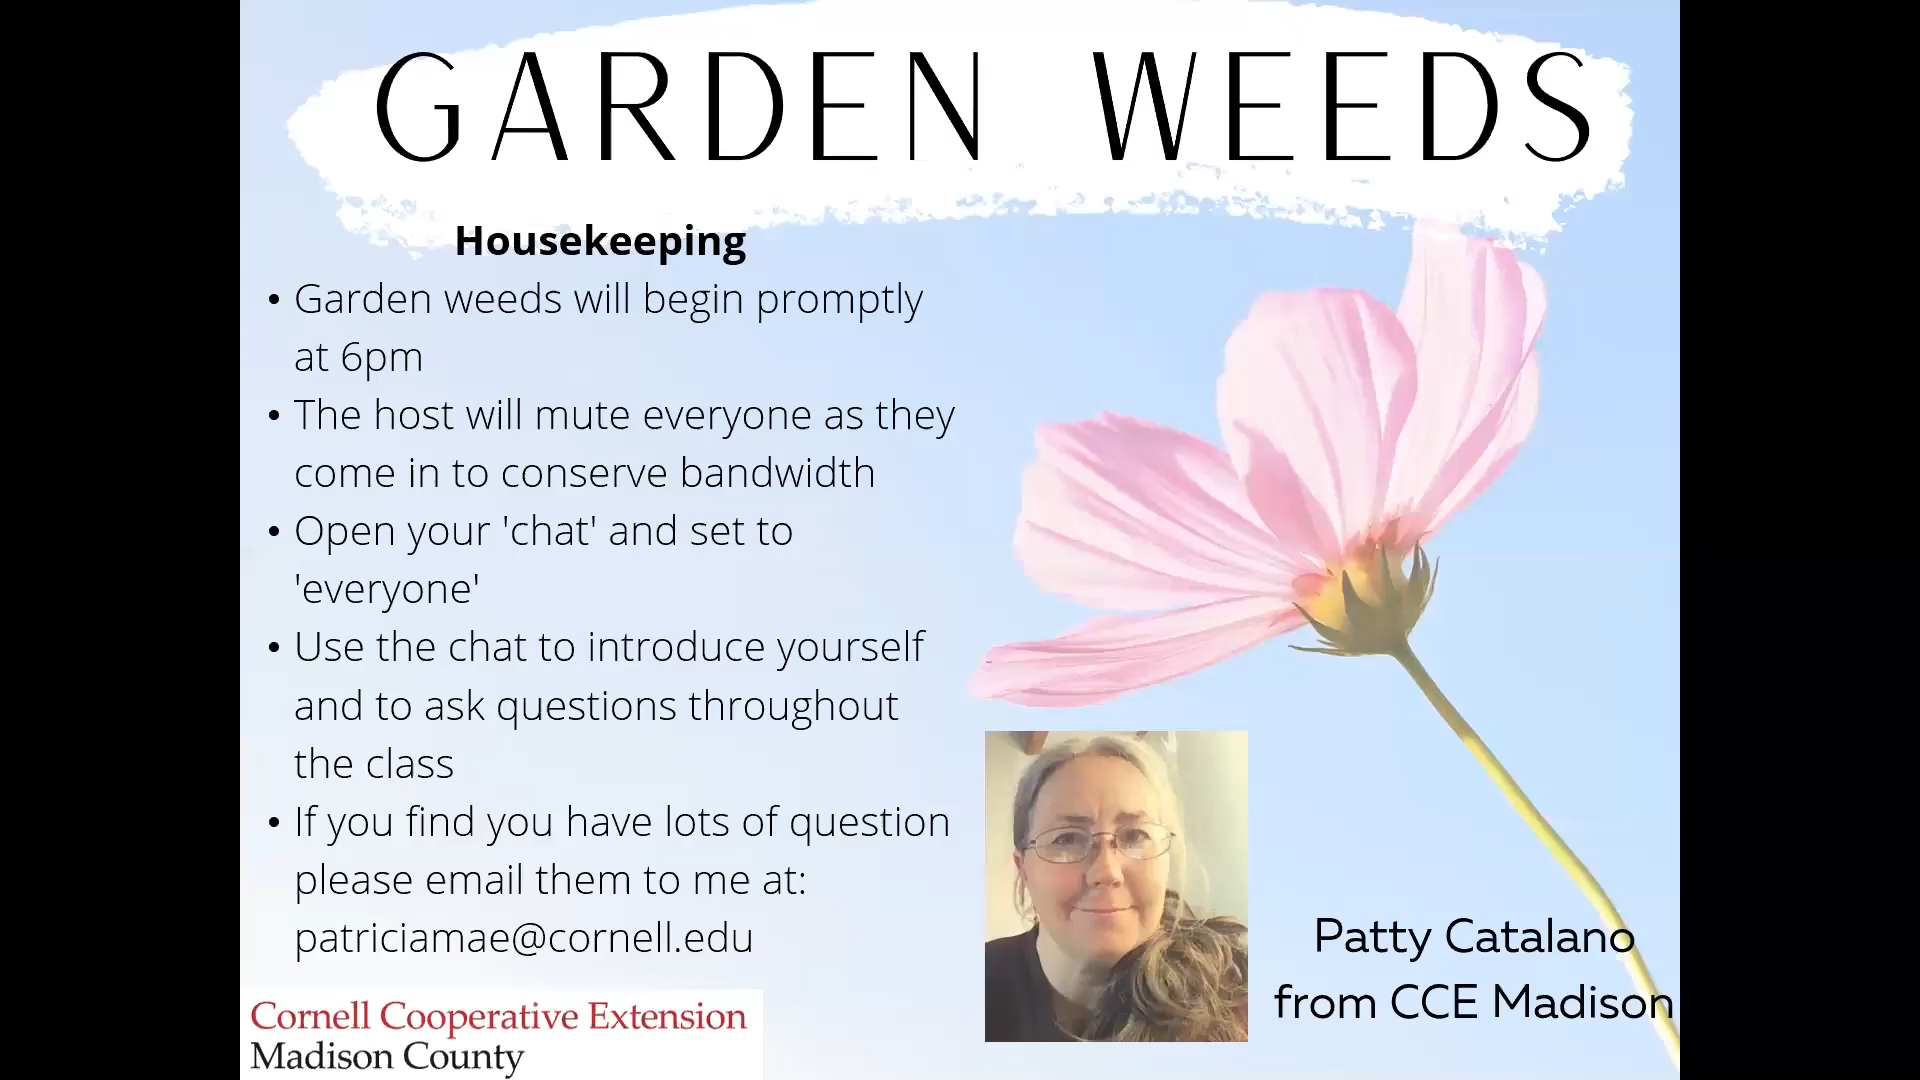 GARDEN WEEDS
Housekeeping
• Garden weeds will begin promptly
at 6pm
• The host will mute everyone as they
come in to conserve bandwidth
• Open your 'chat' and set to
'everyone'
• Use the chat to introduce yourself
and to ask questions throughout
the class
• If you find you have lots of question
please email them to me at:
patriciamae@cornell.edu
Patty Catalano
from CCE Madison
Cornell Cooperative Extension
Madison County